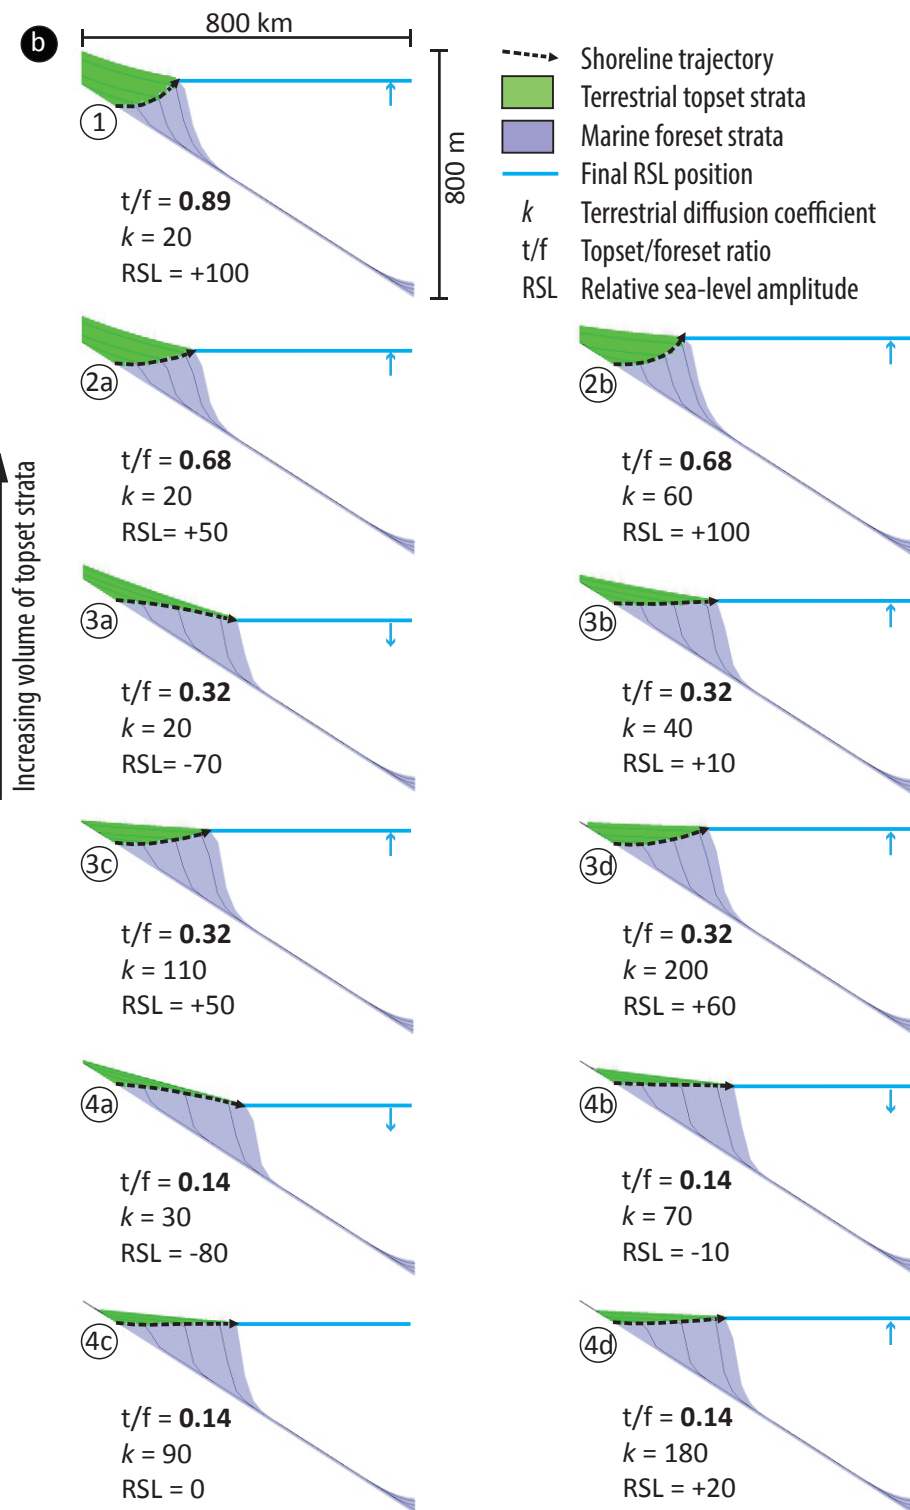 b
800 km
800 m
Shoreline trajectory
Terrestrial topset strata
Marine foreset strata
Final RSL position
k Terrestrial diffusion coefficient
t/f Topset/foreset ratio
RSL Relative sea-level amplitude
Increasing volume of topset strata
1
t/f = 0.89
k = 20
RSL = +100
2a
t/f = 0.68
k = 20
RSL= +50
2b
t/f = 0.68
k = 60
RSL = +100
3a
t/f = 0.32
k = 20
RSL= -70
3b
t/f = 0.32
k = 40
RSL = +10
3c
t/f = 0.32
k = 110
RSL = +50
3d
t/f = 0.32
k = 200
RSL = +60
4a
t/f = 0.14
k = 30
RSL = -80
4b
t/f = 0.14
k = 70
RSL = -10
4c
t/f = 0.14
k = 90
RSL = 0
4d
t/f = 0.14
k = 180
RSL = +20